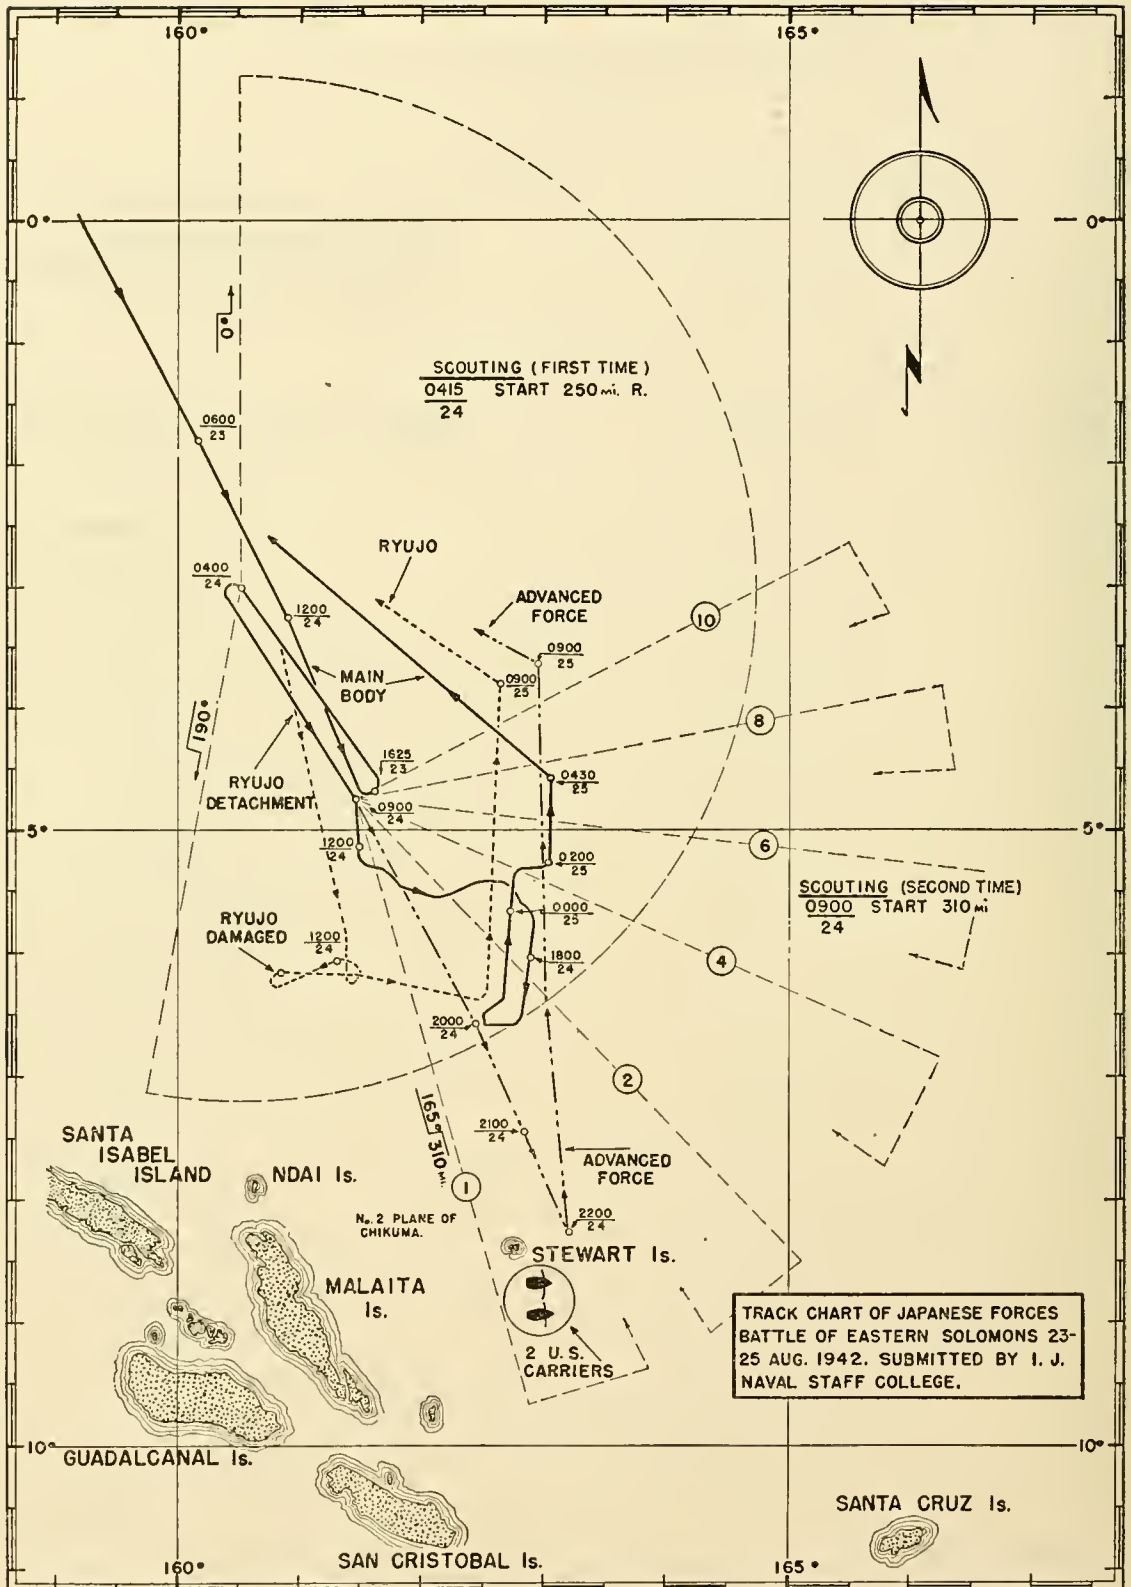 160°
165°
0°
0°
0°
SCOUTING (FIRST TIME)
0415 START 250 mi. R.
24
0600
23
RYUJO
0400
24
ADVANCED
FORCE
10
1200
24
0900
25
MAIN
BODY
0900
25
8
190°
1625
23
RYUJO
DETACHMENT
0430
25
0900
24
5°
5°
1200
24
6
0200
25
SCOUTING (SECOND TIME)
0900 START 310 mi
24
0000
25
RYUJO
DAMAGED
1200
24
4
1800
24
2000
24
2
165° 310 mi.
2100
24
SANTA
ISABEL
ISLAND
NDAI Is.
ADVANCED
FORCE
1
No. 2 PLANE OF
CHIKUMA.
2200
24
STEWART Is.
MALAITA
Is.
2 U.S.
CARRIERS
TRACK CHART OF JAPANESE FORCES
BATTLE OF EASTERN SOLOMONS 23-
25 AUG. 1942. SUBMITTED BY I. J.
NAVAL STAFF COLLEGE.
10°
10°
GUADALCANAL Is.
SANTA CRUZ Is.
SAN CRISTOBAL Is.
160°
165°